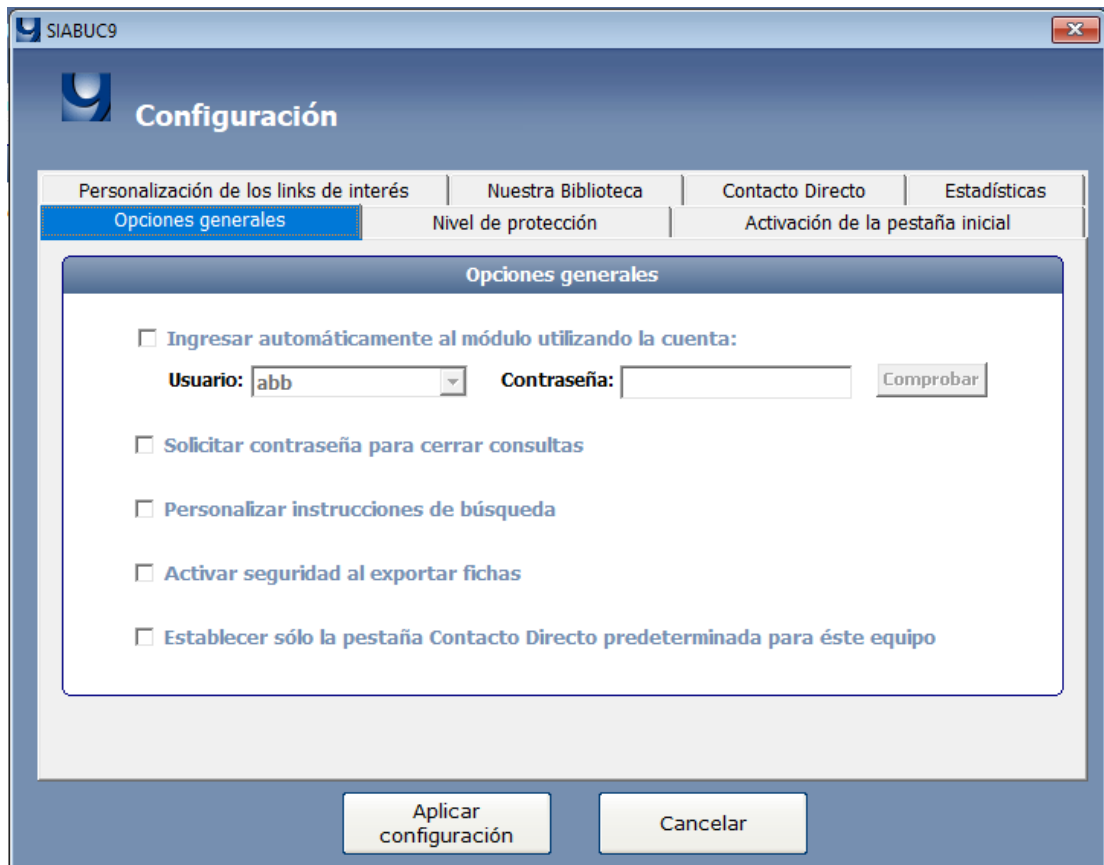 SIABUC9
Configuración
Personalización de los links de interés
Nuestra Biblioteca
Contacto Directo
Estadísticas
Opciones generales
Nivel de protección
Activación de la pestaña inicial
Opciones generales
Ingresar automáticamente al módulo utilizando la cuenta:
Usuario: abb Contraseña: Comprobar
Solicitar contraseña para cerrar consultas
Personalizar instrucciones de búsqueda
Activar seguridad al exportar fichas
Establecer sólo la pestaña Contacto Directo predeterminada para éste equipo
Aplicar
configuración
Cancelar